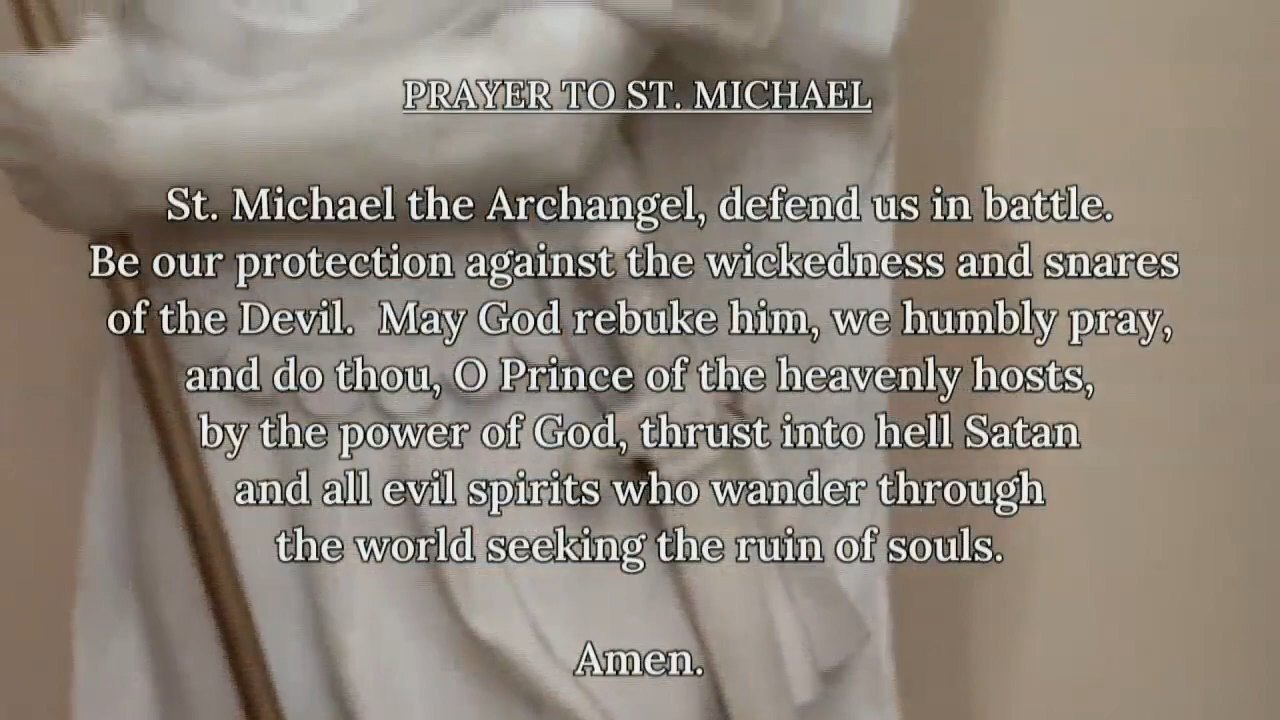 PRAYER TO ST. MICHAEL
St. Michael the Archangel, defend us in battle.
Be our protection against the wickedness and snares
of the Devil.  May God rebuke him, we humbly pray,
and do thou, O Prince of the heavenly hosts,
by the power of God, thrust into hell Satan
and all evil spirits who wander through
the world seeking the ruin of souls.
Amen.